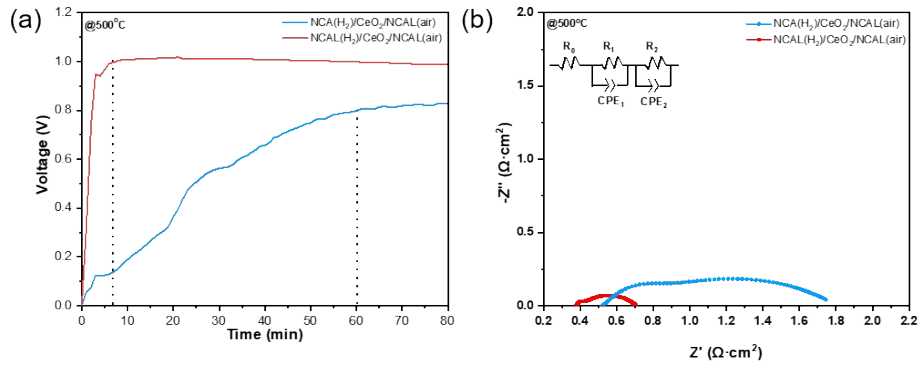 (a)
@500°C
NCA(H₂)/CeO₂/NCAL(air)
NCAL(H₂)/CeO₂/NCAL(air)
Voltage (V)
1.2
1.0
0.8
0.6
0.4
0.2
0.0
0 10 20 30 40 50 60 70 80
Time (min)
(b)
@500°C
NCA(H₂)/CeO₂/NCAL(air)
NCAL(H₂)/CeO₂/NCAL(air)
R₀ R₁ R₂
CPE₁ CPE₂
-Z'' (Ω·cm²)
2.0
1.5
1.0
0.5
0.0
0.2 0.4 0.6 0.8 1.0 1.2 1.4 1.6 1.8 2.0 2.2
Z' (Ω·cm²)